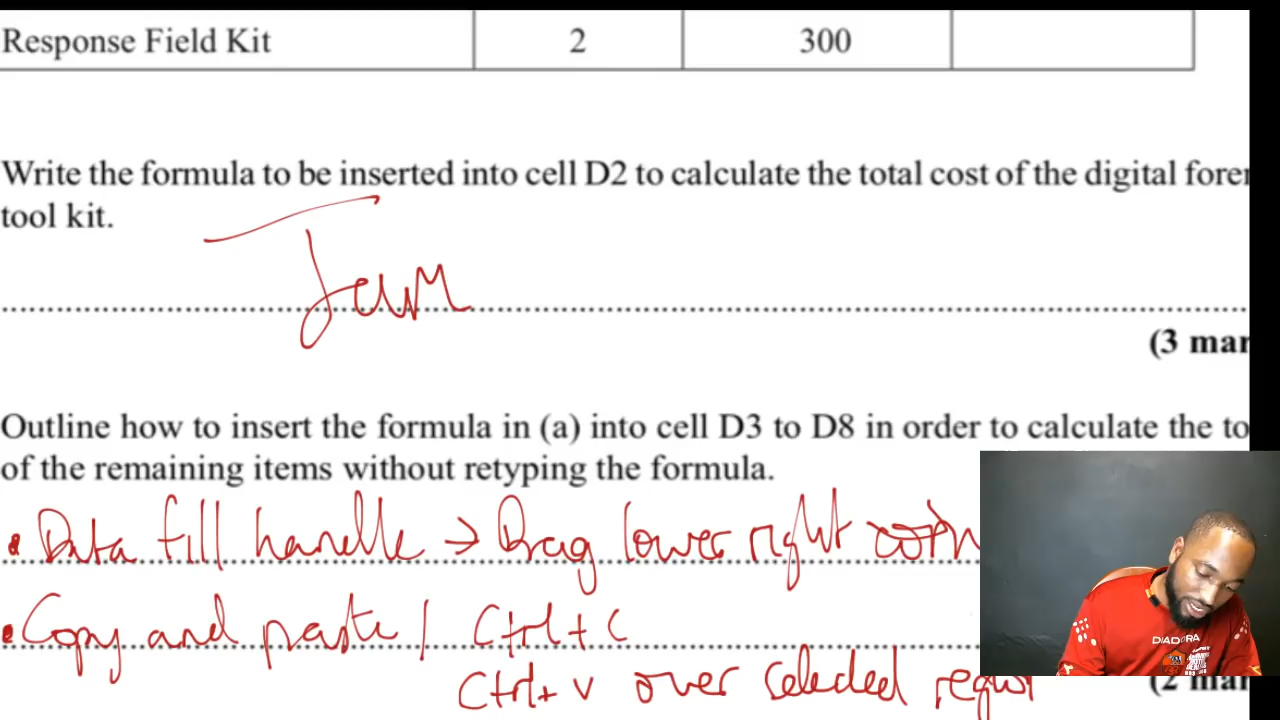 Response Field Kit 2 300
Write the formula to be inserted into cell D2 to calculate the total cost of the digital foren
tool kit.
(3 mar
Outline how to insert the formula in (a) into cell D3 to D8 in order to calculate the to
of the remaining items without retyping the formula.
• Data fill handle → Drag lower right
• Copy and paste / Ctrl + C
Ctrl + v over selected
DIADORA
(2 mar